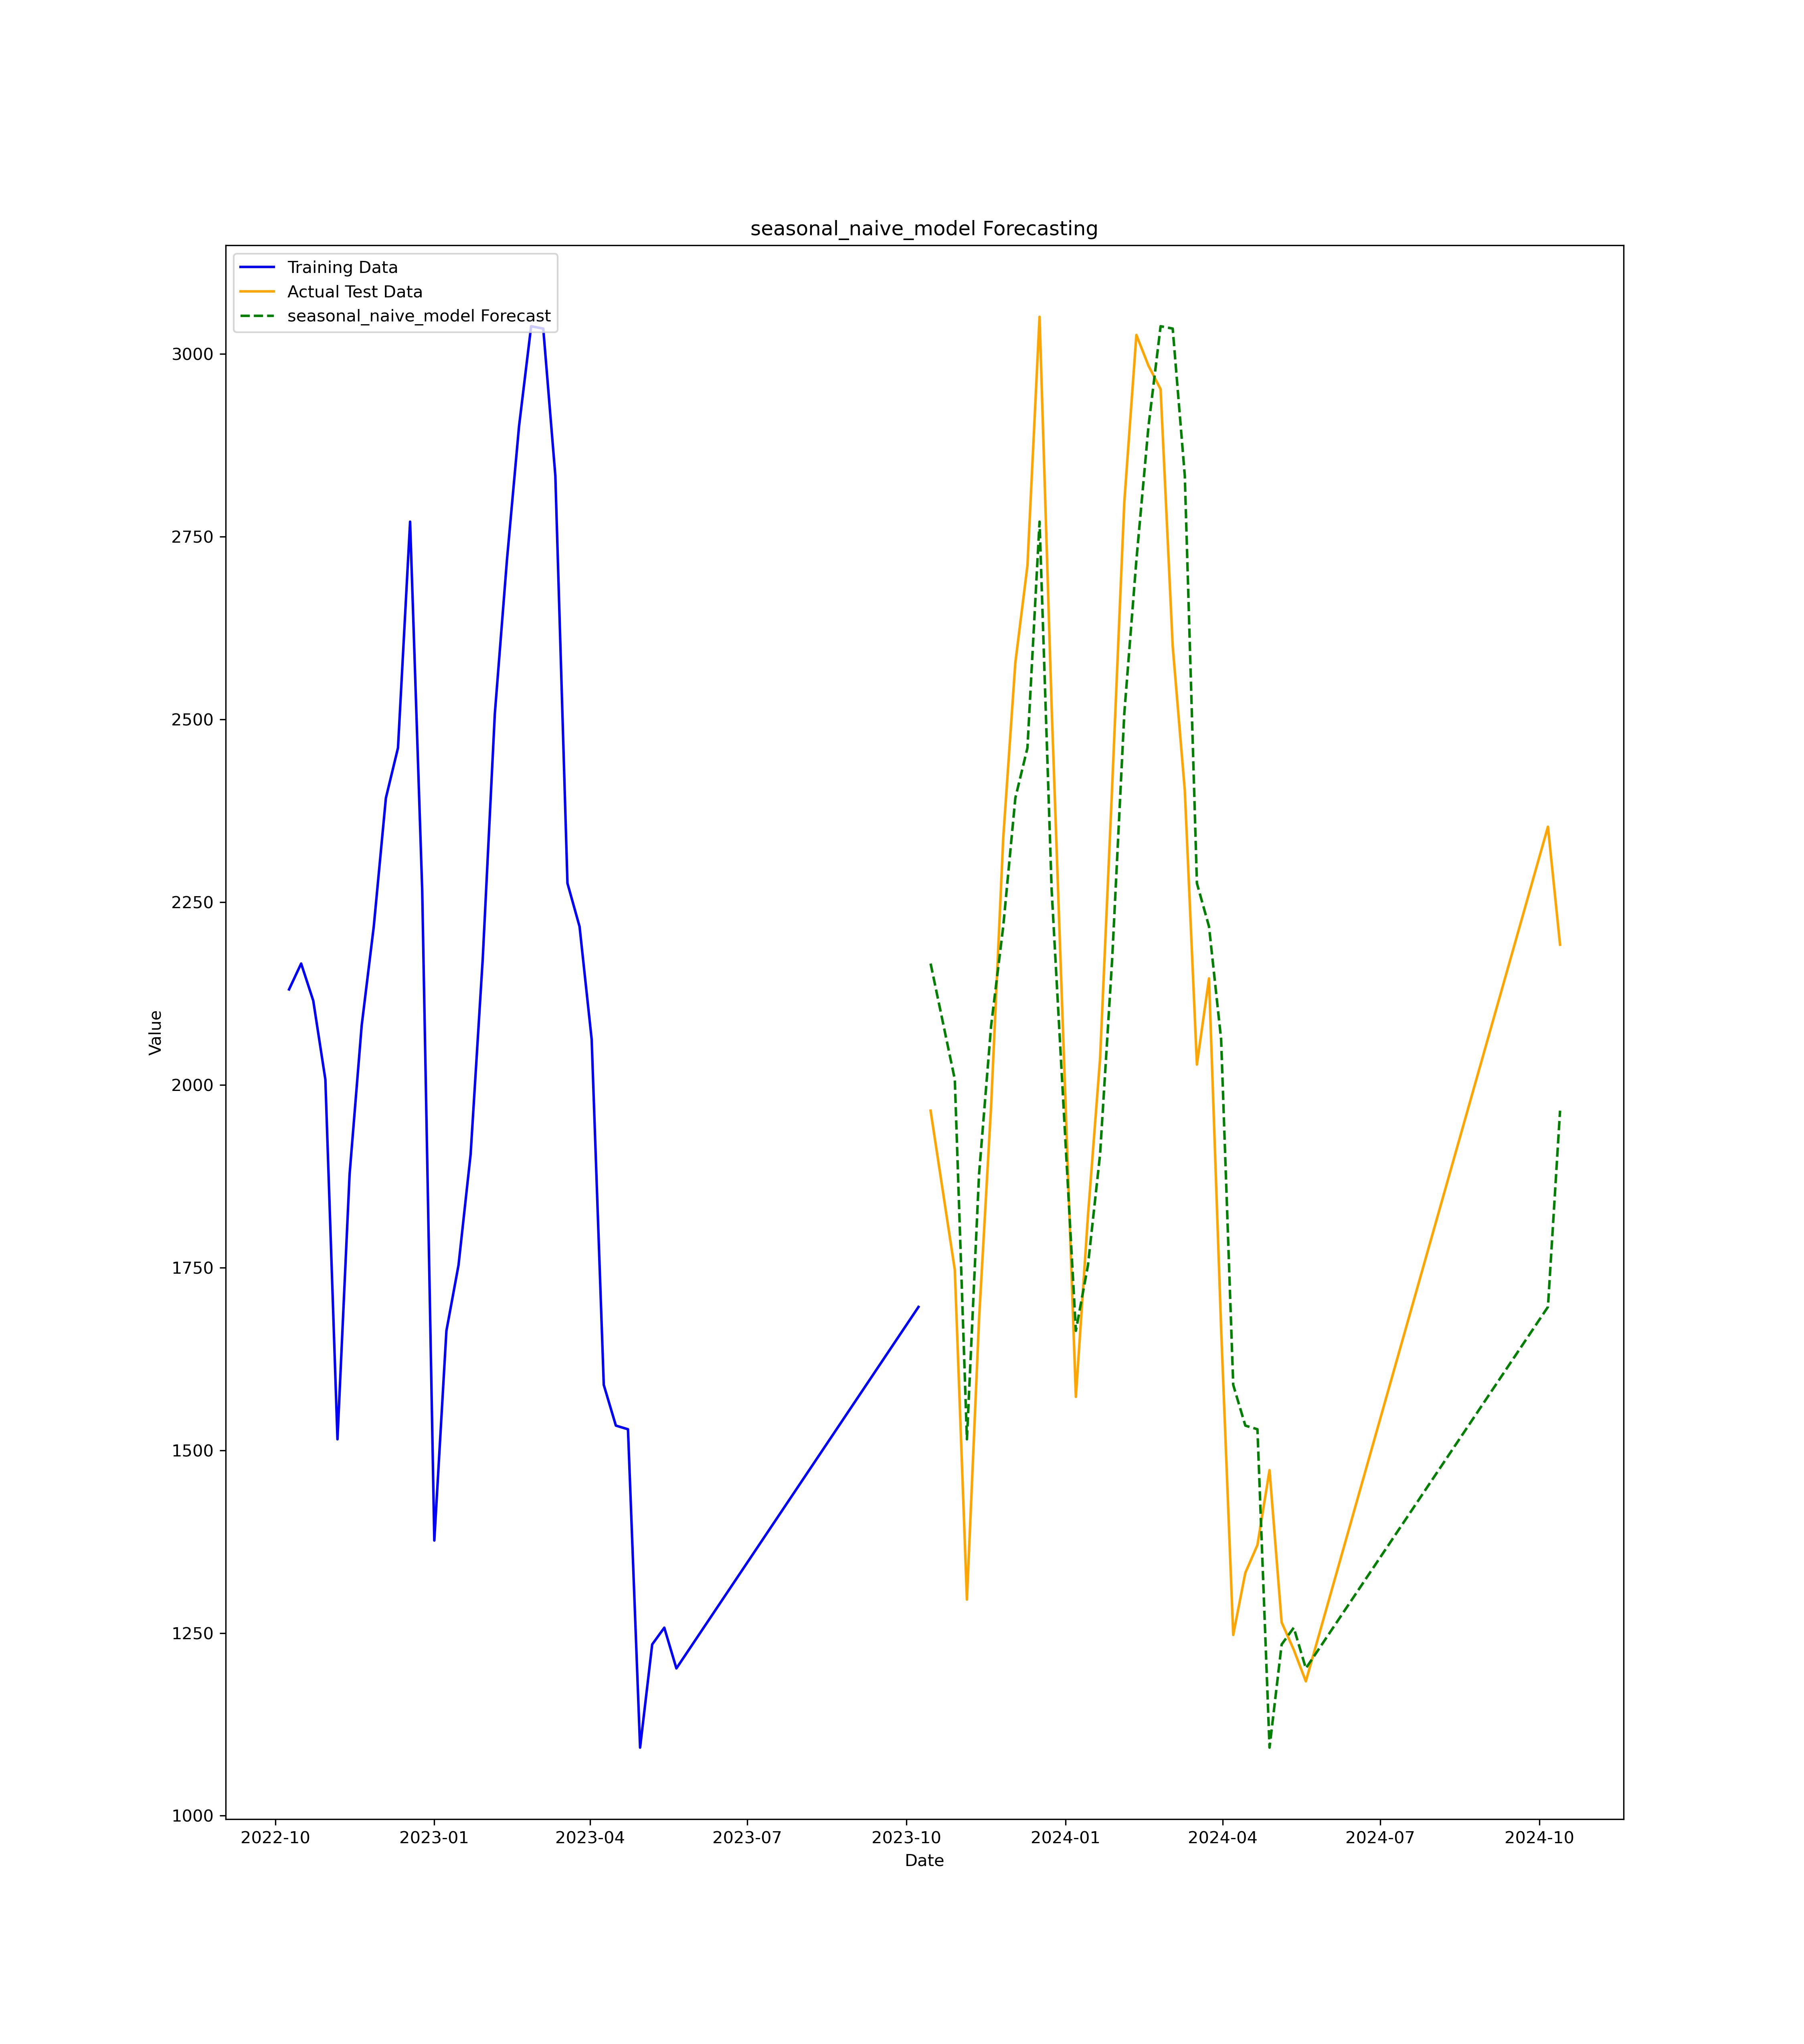 seasonal_naive_model Forecasting
Training Data
Actual Test Data
seasonal_naive_model Forecast
3000
2750
2500
2250
2000
1750
1500
1250
1000
Value
2022-10 2023-01 2023-04 2023-07 2023-10 2024-01 2024-04 2024-07 2024-10
Date